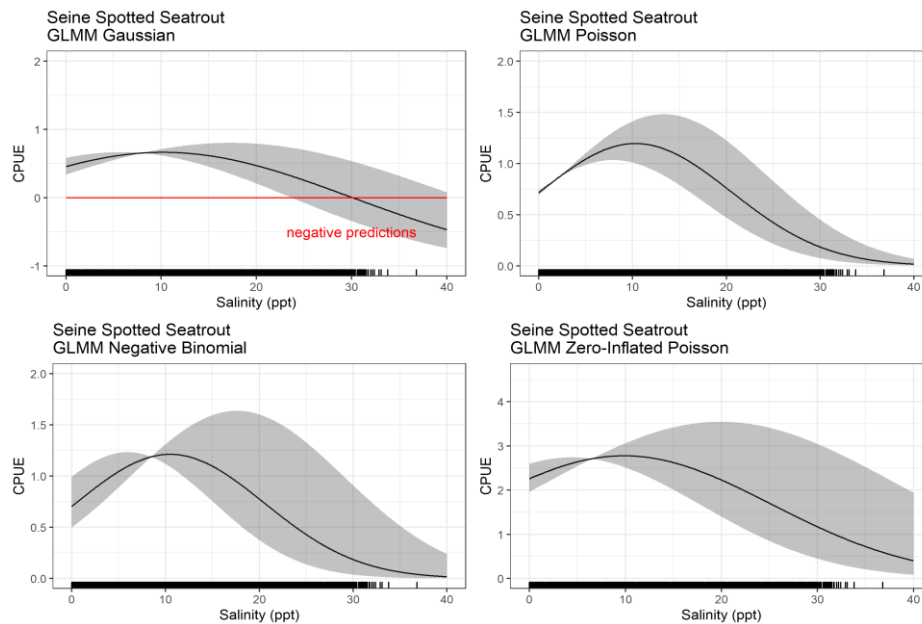 Seine Spotted Seatrout
GLMM Gaussian
2
1
0
-1
CPUE
negative predictions
0
10
20
30
40
Salinity (ppt)
Seine Spotted Seatrout
GLMM Poisson
2.0
1.5
1.0
0.5
0.0
CPUE
0
10
20
30
40
Salinity (ppt)
Seine Spotted Seatrout
GLMM Negative Binomial
2.0
1.5
1.0
0.5
0.0
CPUE
0
10
20
30
40
Salinity (ppt)
Seine Spotted Seatrout
GLMM Zero-Inflated Poisson
4
3
2
1
0
CPUE
0
10
20
30
40
Salinity (ppt)